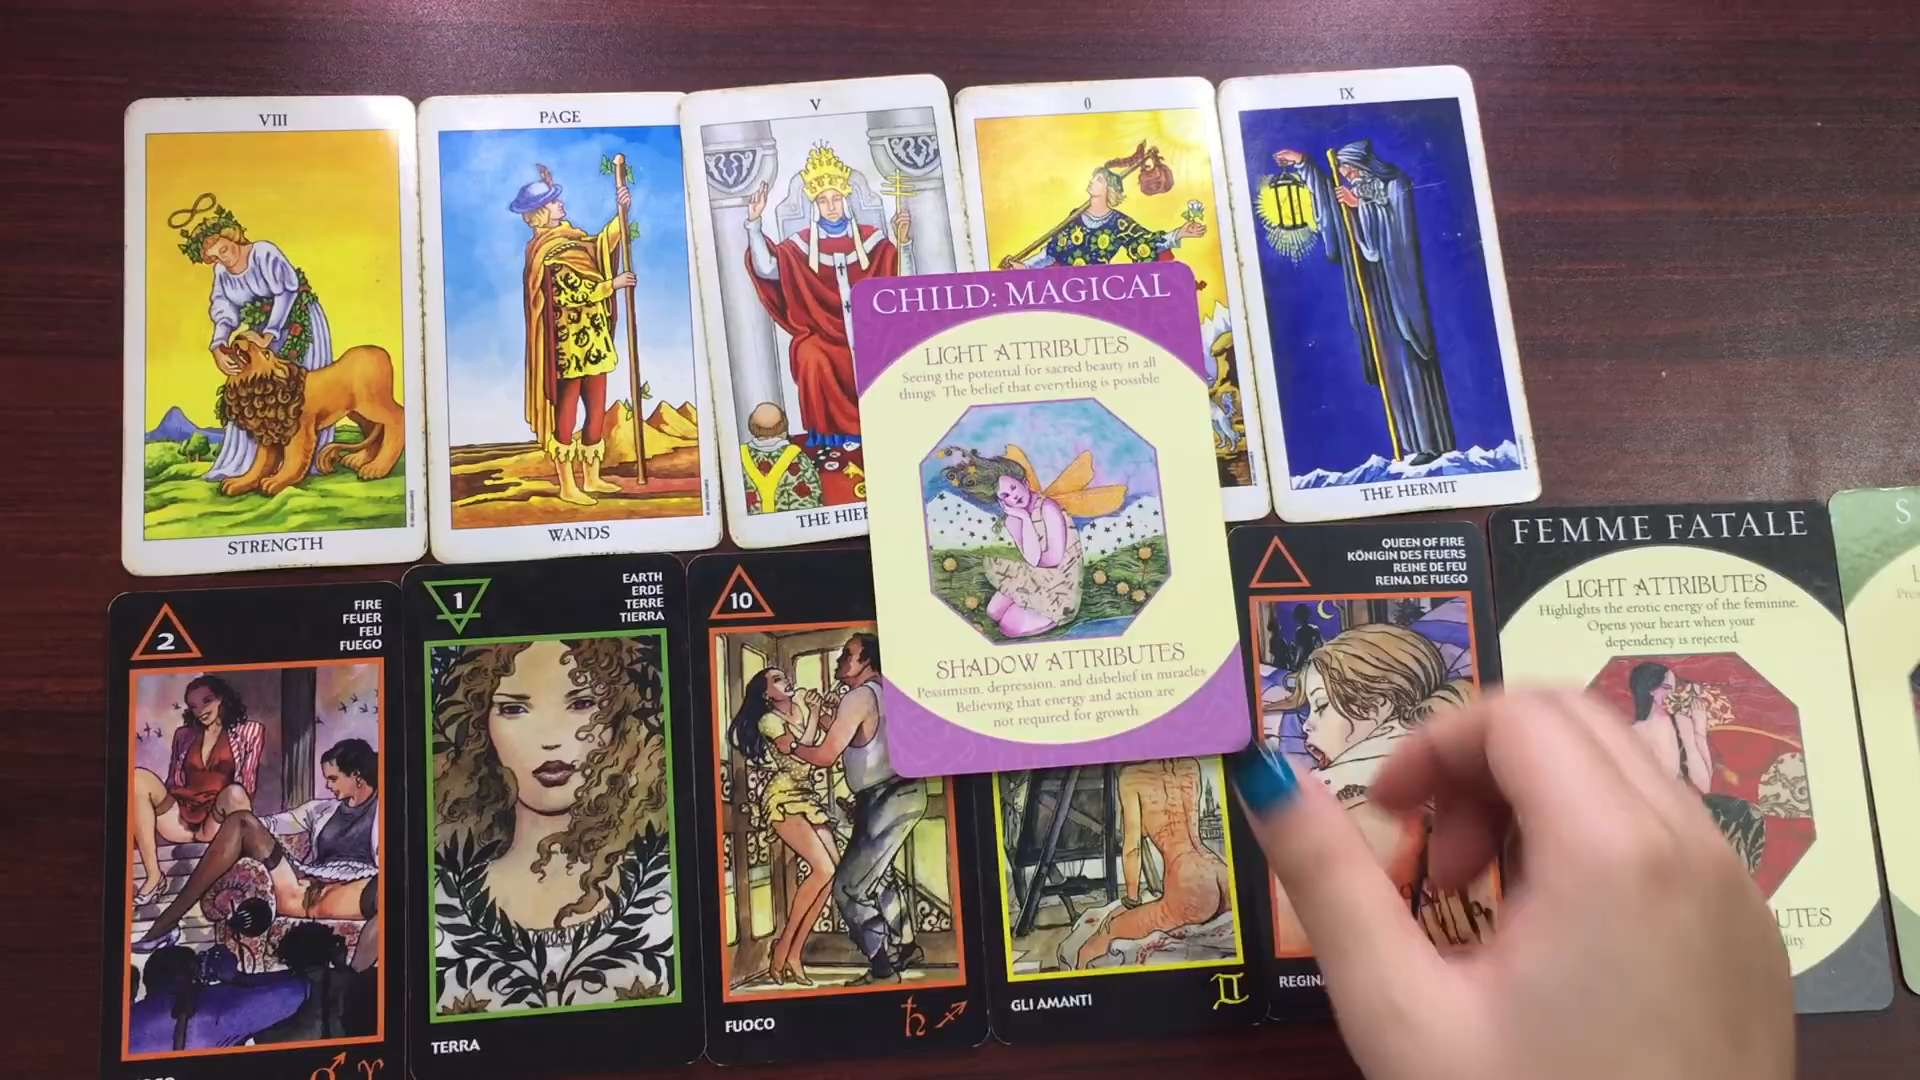 VIII
STRENGTH
PAGE
WANDS
V
THE
0
IX
THE HERMIT
CHILD: MAGICAL
LIGHT ATTRIBUTES
Seeing the potential for sacred beauty in all
things. The belief that everything is possible
SHADOW ATTRIBUTES
Pessimism, depression, and disbelief in miracles
Believing that energy and action are
not required for growth
2
FIRE
FEUER
FEU
FUEGO
1
EARTH
ERDE
TERRE
TIERRA
TERRA
10
FUOCO
GLI AMANTI
QUEEN OF FIRE
KÖNIGIN DES FEUERS
REINE DE FEU
REINA DE FUEGO
FEMME FATALE
LIGHT ATTRIBUTES
Highlights the erotic energy of the feminine.
Opens your heart when your
dependency is rejected
S